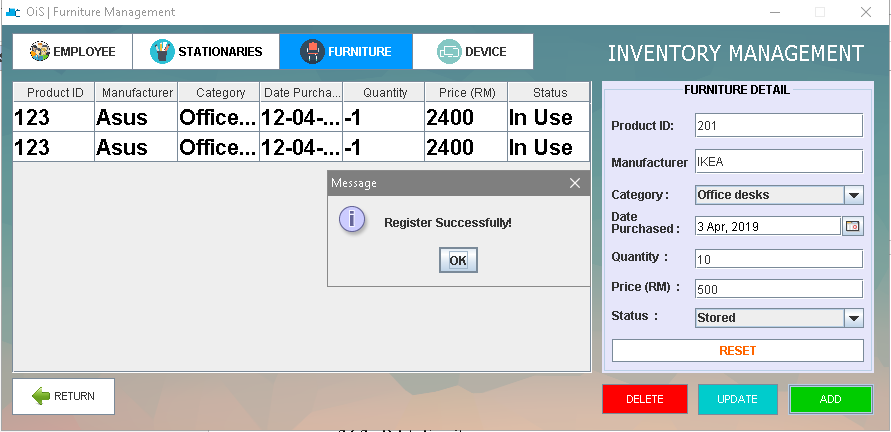 OiS | Furniture Management
EMPLOYEE STATIONARIES FURNITURE DEVICE
INVENTORY MANAGEMENT
Product ID Manufacturer Category Date Purcha... Quantity Price (RM) Status
123 Asus Office... 12-04-... -1 2400 In Use
123 Asus Office... 12-04-... -1 2400 In Use
Message
Register Successfully!
OK
FURNITURE DETAIL
Product ID: 201
Manufacturer IKEA
Category : Office desks
Date
Purchased : 3 Apr, 2019
Quantity : 10
Price (RM) : 500
Status : Stored
RESET
RETURN
DELETE UPDATE ADD